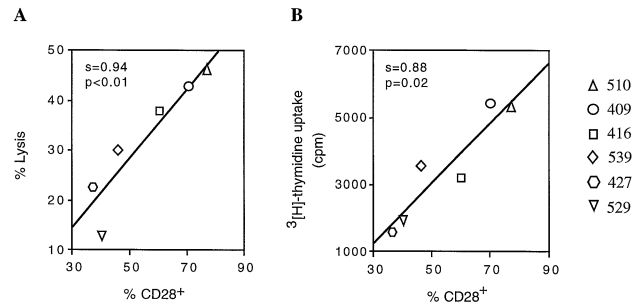 A
% Lysis
50
40
30
20
10
s=0.94
p<0.01
30 50 70 90
% CD28+
B
3[H]-thymidine uptake
(cpm)
7000
5000
3000
1000
s=0.88
p=0.02
30 50 70 90
% CD28+
510
409
416
539
427
529